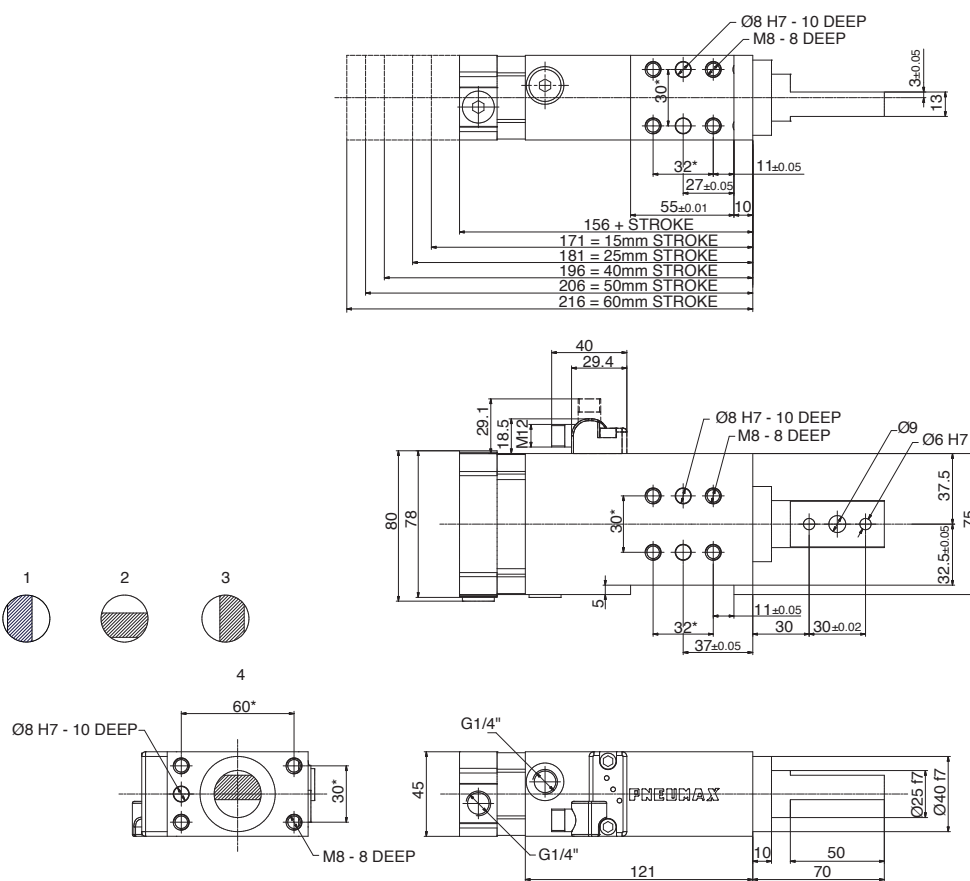 Ø8 H7 - 10 DEEP
M8 - 8 DEEP
3±0.05
13
30*
32*
11±0.05
27±0.05
55±0.01
10
156 + STROKE
171 = 15mm STROKE
181 = 25mm STROKE
196 = 40mm STROKE
206 = 50mm STROKE
216 = 60mm STROKE
40
29.4
29.1
18.5
M12
Ø8 H7 - 10 DEEP
M8 - 8 DEEP
Ø9
Ø6 H7
80
78
30*
37.5
32.5±0.05
75
5
11±0.05
32*
30
30±0.02
37±0.05
1
2
3
4
60*
Ø8 H7 - 10 DEEP
30*
M8 - 8 DEEP
G1/4"
45
PNEUMAX
Ø25 f7
Ø40 f7
G1/4"
10
50
121
70